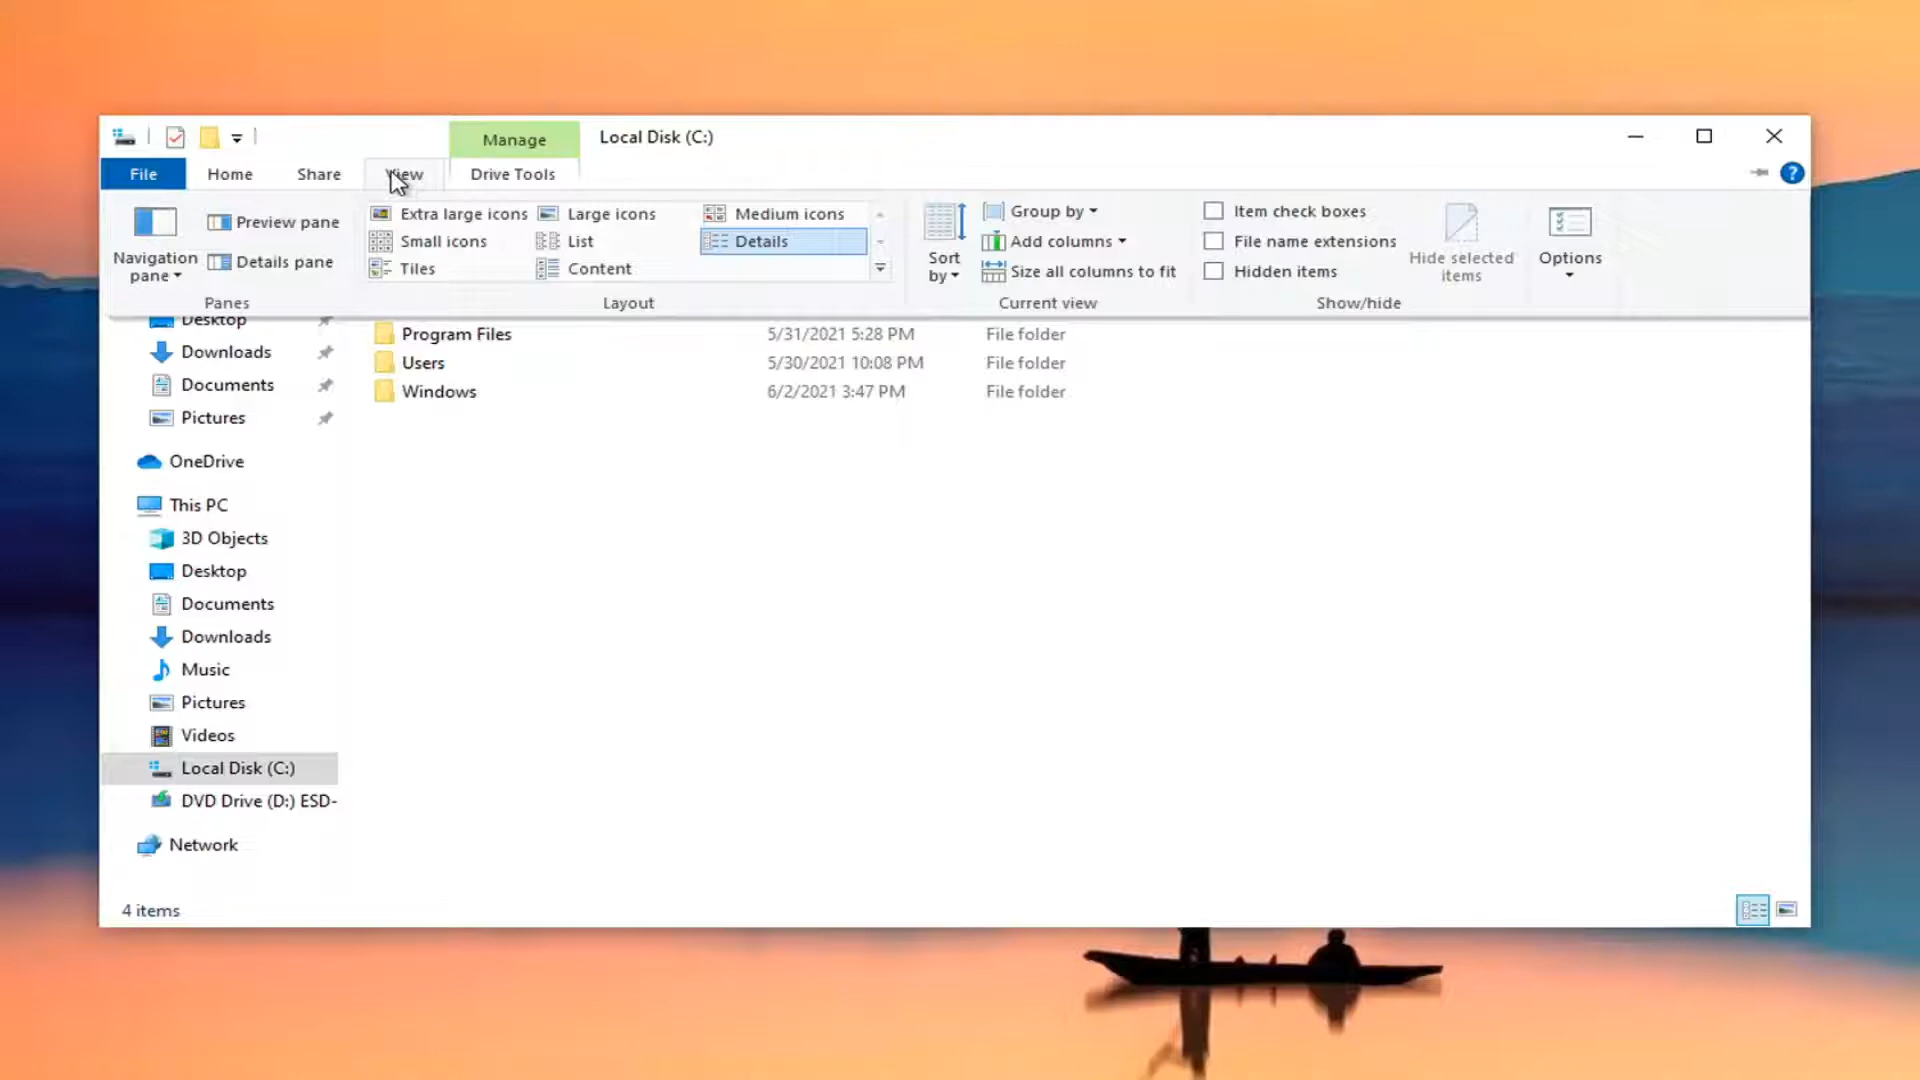 Manage
Local Disk (C:)
File
Home
Share
View
Drive Tools
?
Navigation pane
Preview pane
Details pane
Panes
Extra large icons
Large icons
Medium icons
Small icons
List
Details
Tiles
Content
Layout
Sort by
Group by
Add columns
Size all columns to fit
Current view
Item check boxes
File name extensions
Hidden items
Hide selected items
Show/hide
Options
Desktop
Downloads
Documents
Pictures
OneDrive
This PC
3D Objects
Desktop
Documents
Downloads
Music
Pictures
Videos
Local Disk (C:)
DVD Drive (D:) ESD-
Network
Program Files 5/31/2021 5:28 PM File folder
Users 5/30/2021 10:08 PM File folder
Windows 6/2/2021 3:47 PM File folder
4 items